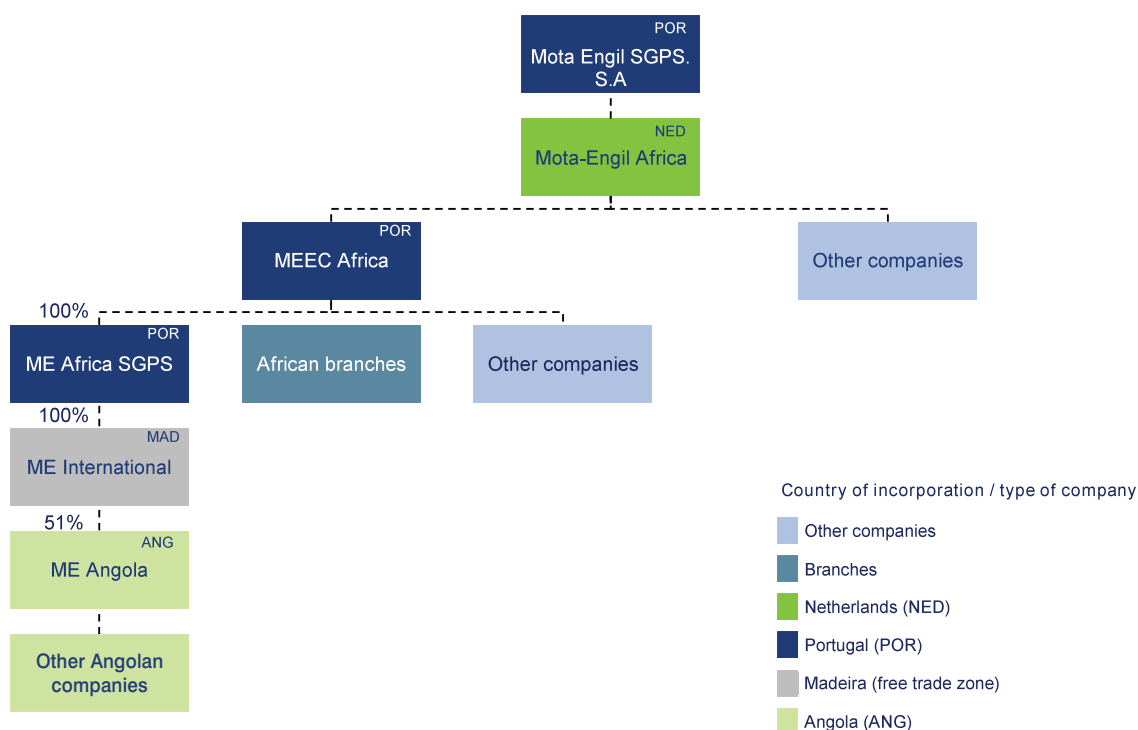 POR
Mota Engil SGPS.
S.A
NED
Mota-Engil Africa
POR
MEEC Africa
Other companies
100%
POR
ME Africa SGPS
African branches
Other companies
100%
MAD
ME International
51%
ANG
ME Angola
Other Angolan
companies
Country of incorporation / type of company
Other companies
Branches
Netherlands (NED)
Portugal (POR)
Madeira (free trade zone)
Angola (ANG)